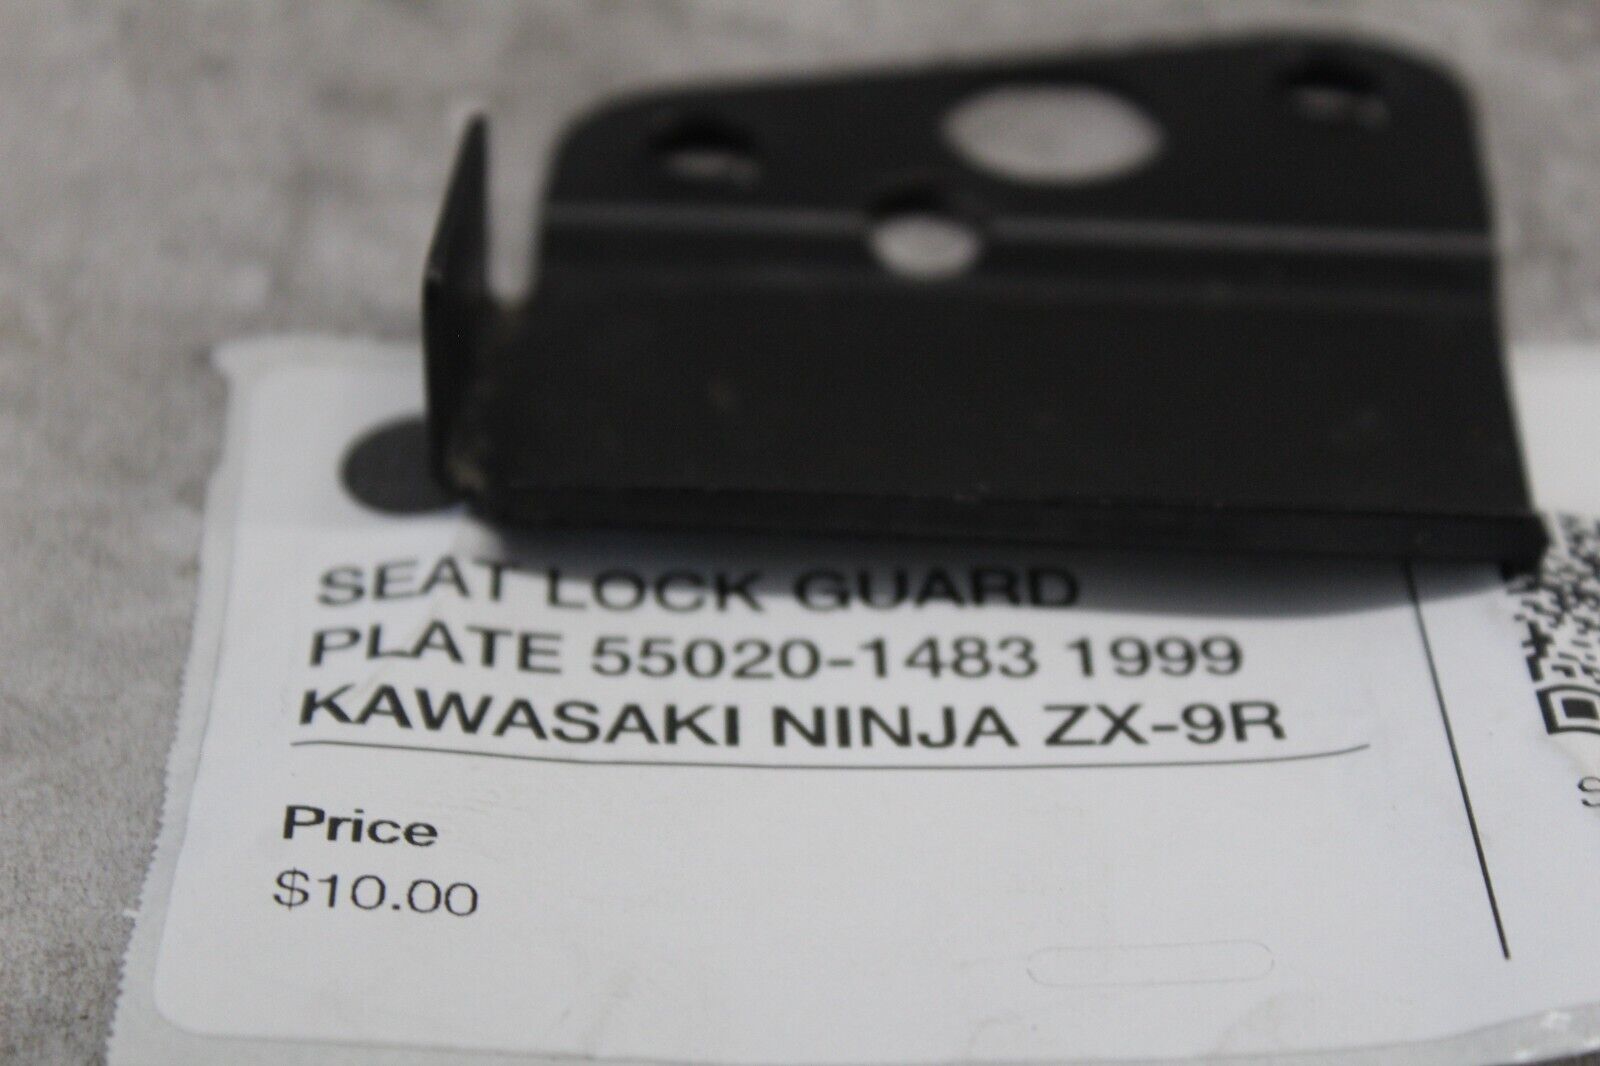 SEAT LOCK GUARD
PLATE 55020-1483 1999
KAWASAKI NINJA ZX-9R
Price
$10.00
S